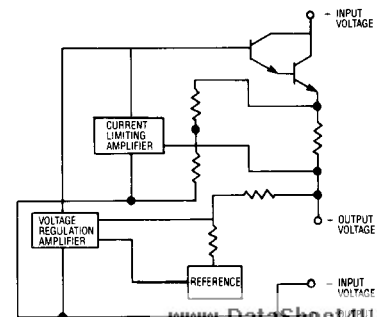 + INPUT
VOLTAGE
CURRENT
LIMITING
AMPLIFIER
VOLTAGE
REGULATION
AMPLIFIER
+ OUTPUT
VOLTAGE
REFERENCE
- INPUT
VOLTAGE